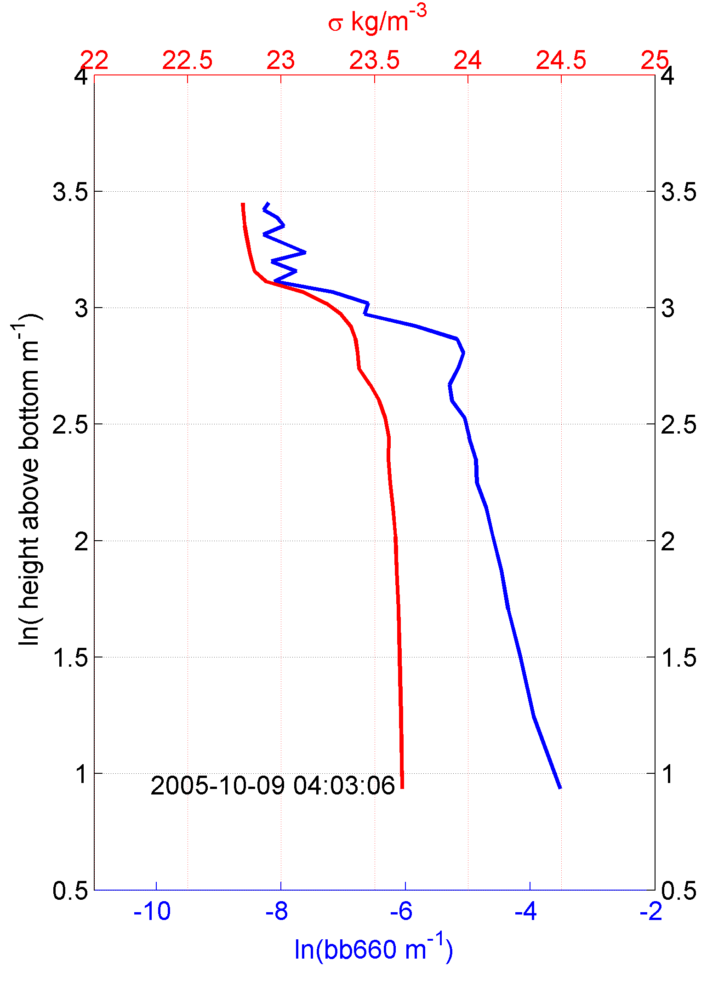 σ kg/m-3
22 22.5 23 23.5 24 24.5 25
4 4
3.5 3.5
3 3
2.5 2.5
2 2
1.5 1.5
1 1
0.5 0.5
ln( height above bottom m-1)
2005-10-09 04:03:06
-10 -8 -6 -4 -2
ln(bb660 m-1)